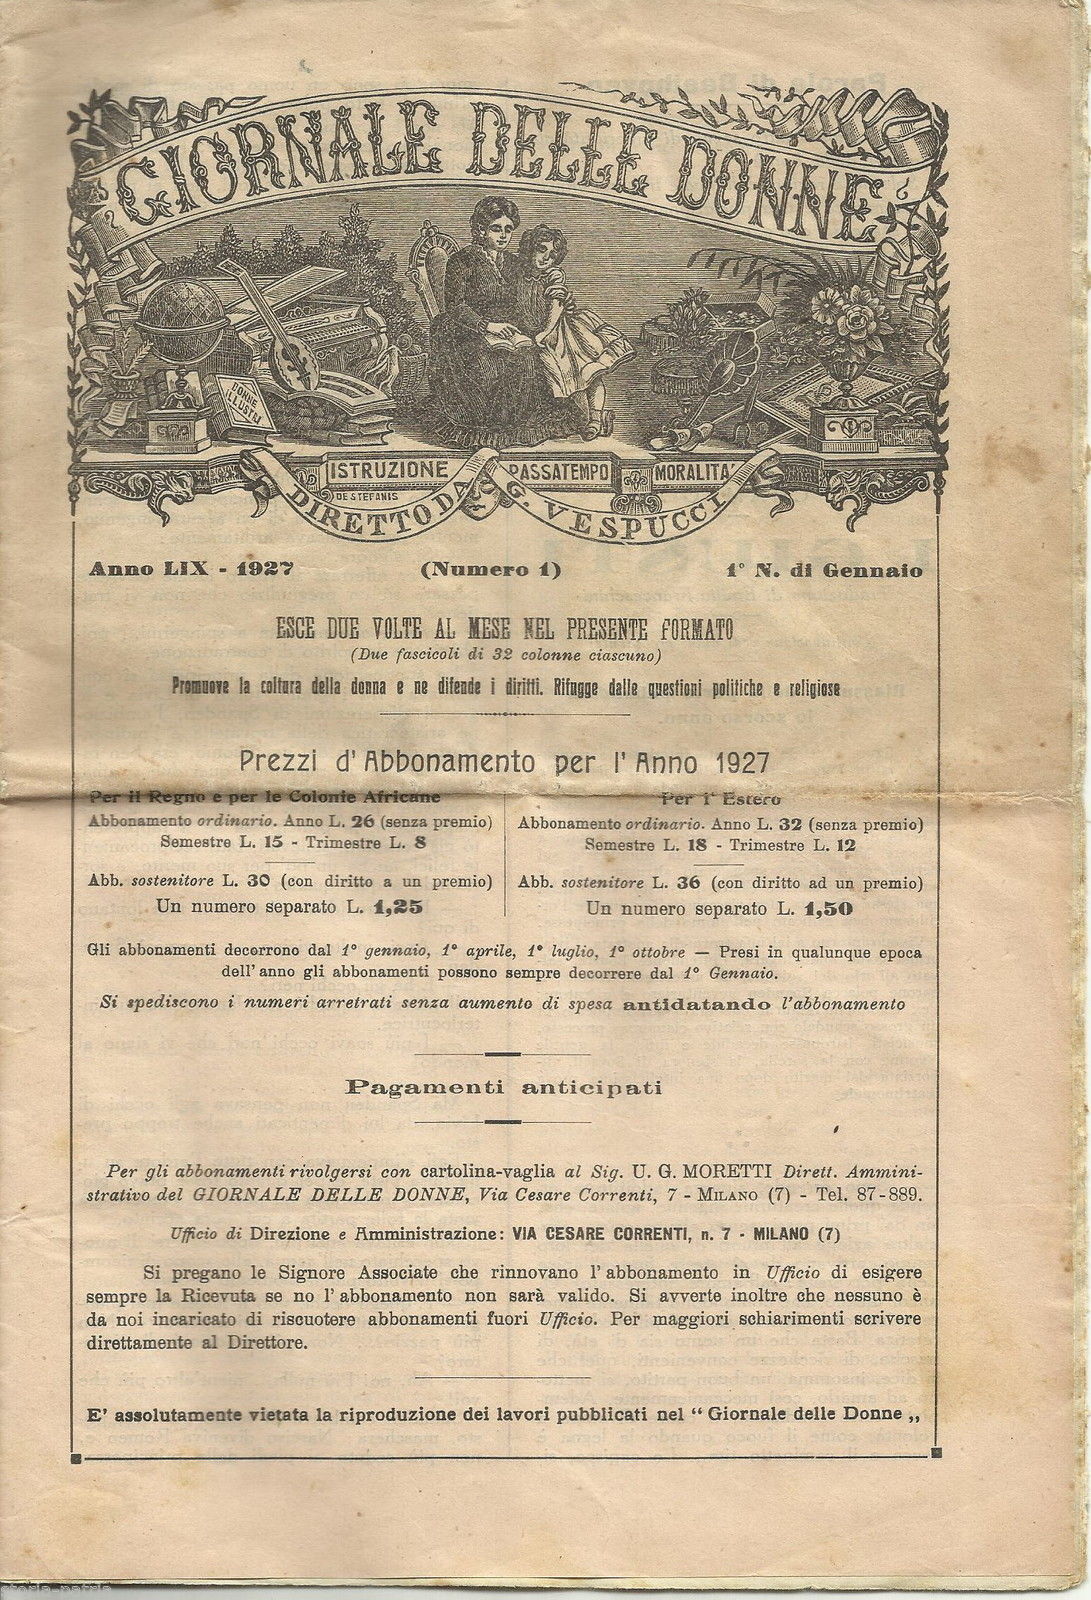 GIORNALE DELLE DONNE
DONNE ILLUSTRI
ISTRUZIONE PASSATEMPO MORALITA'
DE STEFANIS
DIRETTO DA G. VESPUCCI
Anno LIX - 1927 (Numero 1) 1° N. di Gennaio
ESCE DUE VOLTE AL MESE NEL PRESENTE FORMATO
(Due fascicoli di 32 colonne ciascuno)
Promuove la coltura della donna e ne difende i diritti. Rifugge dalle questioni politiche e religiose
Prezzi d'Abbonamento per l'Anno 1927
Per il Regno e per le Colonie Africane
Abbonamento ordinario. Anno L. 26 (senza premio)
Semestre L. 15 - Trimestre L. 8
Abb. sostenitore L. 30 (con diritto a un premio)
Un numero separato L. 1,25
Per l'Estero
Abbonamento ordinario. Anno L. 32 (senza premio)
Semestre L. 18 - Trimestre L. 12
Abb. sostenitore L. 36 (con diritto ad un premio)
Un numero separato L. 1,50
Gli abbonamenti decorrono dal 1° gennaio, 1° aprile, 1° luglio, 1° ottobre — Presi in qualunque epoca
dell'anno gli abbonamenti possono sempre decorrere dal 1° Gennaio.
Si spediscono i numeri arretrati senza aumento di spesa antidatando l'abbonamento
Pagamenti anticipati
Per gli abbonamenti rivolgersi con cartolina-vaglia al Sig. U. G. MORETTI Dirett. Ammini-
strativo del GIORNALE DELLE DONNE, Via Cesare Correnti, 7 - MILANO (7) - Tel. 87-889.
Ufficio di Direzione e Amministrazione: VIA CESARE CORRENTI, n. 7 - MILANO (7)
Si pregano le Signore Associate che rinnovano l'abbonamento in Ufficio di esigere
sempre la Ricevuta se no l'abbonamento non sarà valido. Si avverte inoltre che nessuno è
da noi incaricato di riscuotere abbonamenti fuori Ufficio. Per maggiori schiarimenti scrivere
direttamente al Direttore.
E' assolutamente vietata la riproduzione dei lavori pubblicati nel “ Giornale delle Donne „
storia-patria